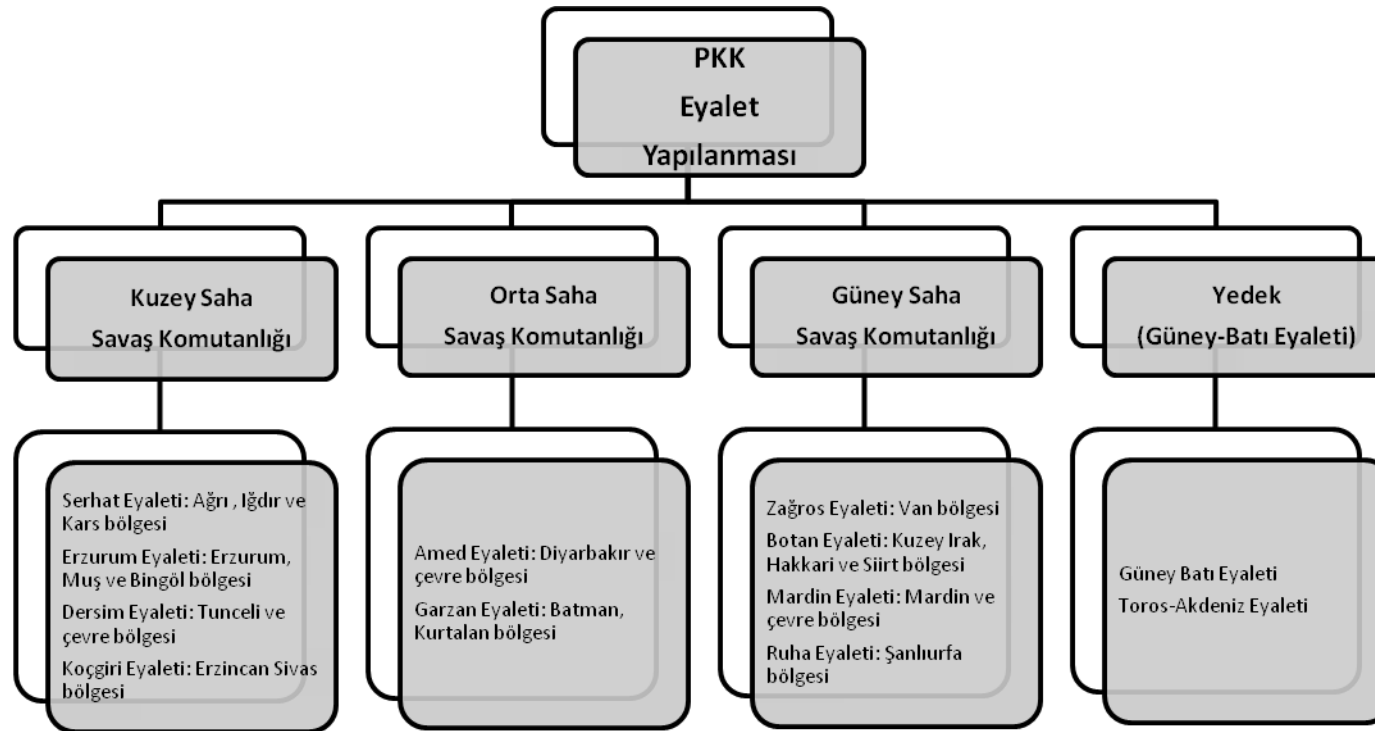 PKK
Eyalet
Yapılanması
Kuzey Saha
Savaş Komutanlığı
Orta Saha
Savaş Komutanlığı
Güney Saha
Savaş Komutanlığı
Yedek
(Güney-Batı Eyaleti)
Serhat Eyaleti: Ağrı , Iğdır ve
Kars bölgesi
Erzurum Eyaleti: Erzurum,
Muş ve Bingöl bölgesi
Dersim Eyaleti: Tunceli ve
çevre bölgesi
Koçgiri Eyaleti: Erzincan Sivas
bölgesi
Amed Eyaleti: Diyarbakır ve
çevre bölgesi
Garzan Eyaleti: Batman,
Kurtalan bölgesi
Zağros Eyaleti: Van bölgesi
Botan Eyaleti: Kuzey Irak,
Hakkari ve Siirt bölgesi
Mardin Eyaleti: Mardin ve
çevre bölgesi
Ruha Eyaleti: Şanlıurfa
bölgesi
Güney Batı Eyaleti
Toros-Akdeniz Eyaleti